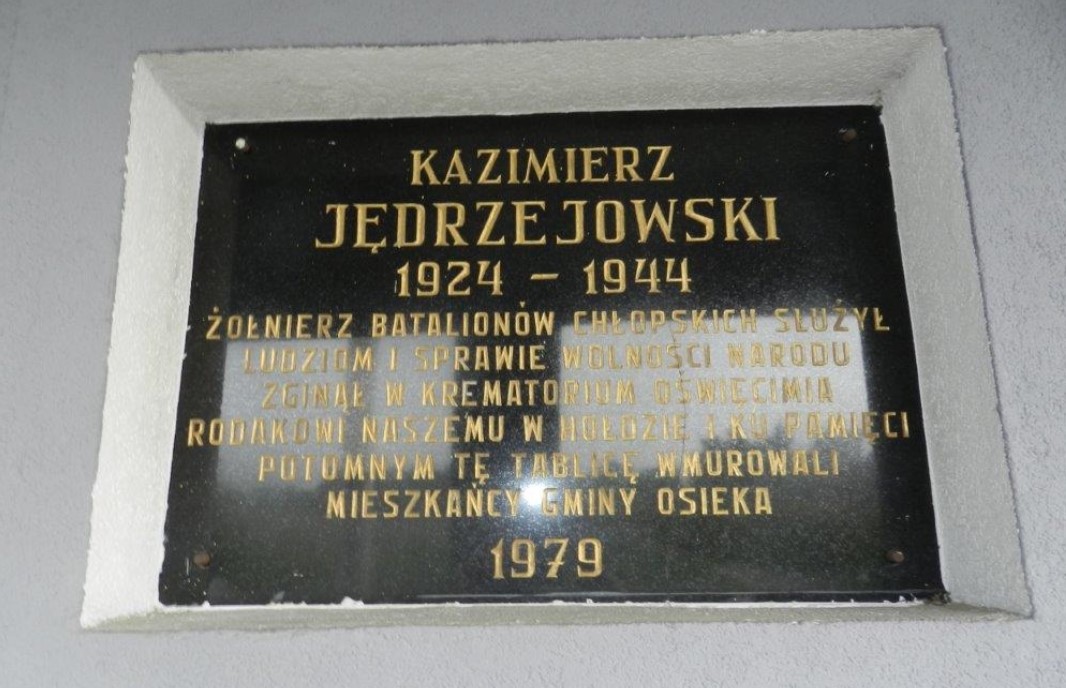 KAZIMIERZ
JĘDRZEJOWSKI
1924 – 1944
ŻOŁNIERZ BATALIONÓW CHŁOPSKICH SŁUŻYŁ
LUDZIOM I SPRAWIE WOLNOŚCI NARODU
ZGINĄŁ W KREMATORIUM OŚWIĘCIMIA
RODAKOWI NASZEMU W HOŁDZIE I KU PAMIĘCI
POTOMNYM TĘ TABLICĘ WMUROWALI
MIESZKAŃCY GMINY OSIEKA
1979